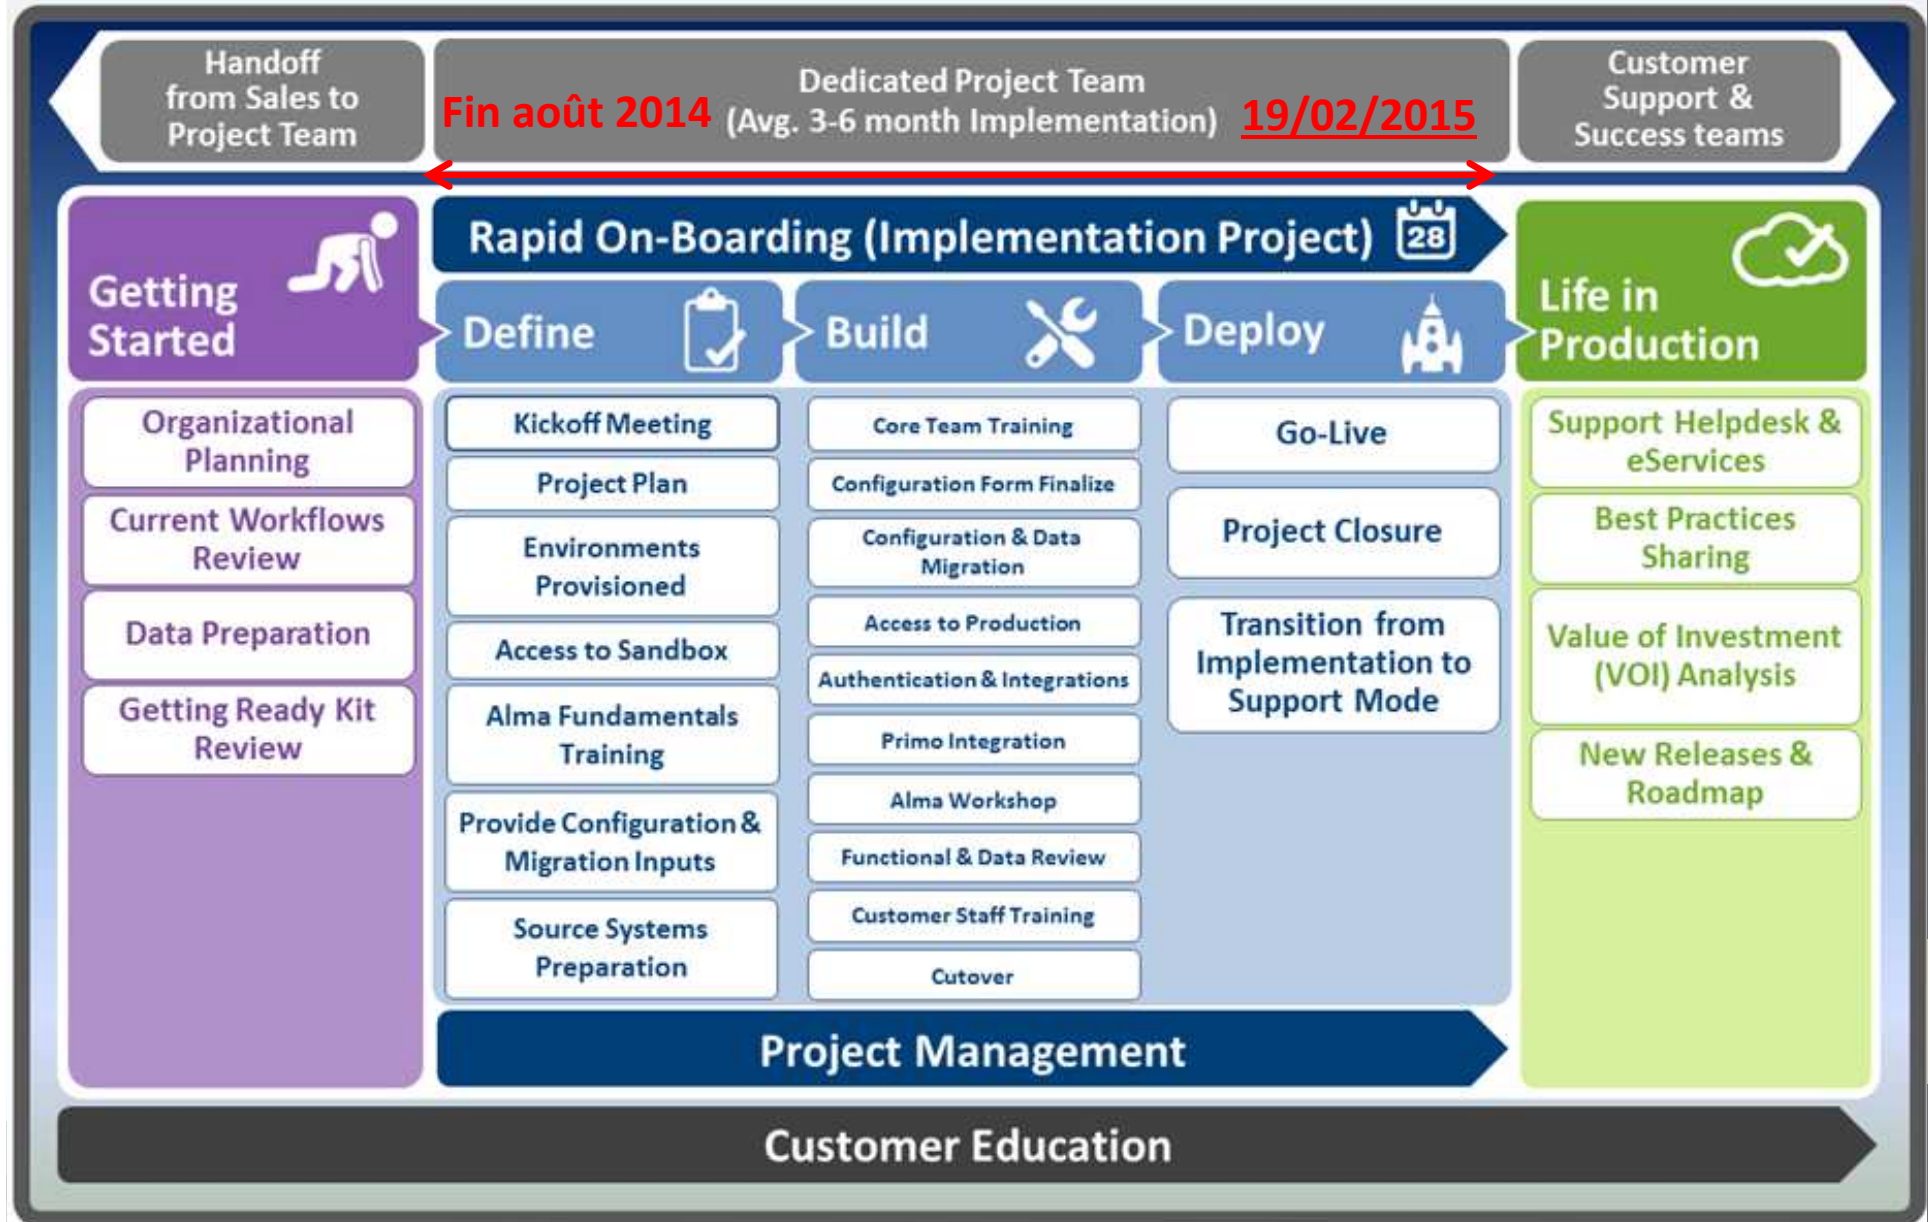 Handoff
from Sales to
Project Team
Fin août 2014
Dedicated Project Team
(Avg. 3-6 month Implementation)
19/02/2015
Customer
Support &
Success teams
Getting
Started
Rapid On-Boarding (Implementation Project)
28
Define
Build
Deploy
Life in
Production
Organizational
Planning
Current Workflows
Review
Data Preparation
Getting Ready Kit
Review
Kickoff Meeting
Project Plan
Environments
Provisioned
Access to Sandbox
Alma Fundamentals
Training
Provide Configuration &
Migration Inputs
Source Systems
Preparation
Core Team Training
Configuration Form Finalize
Configuration & Data
Migration
Access to Production
Authentication & Integrations
Primo Integration
Alma Workshop
Functional & Data Review
Customer Staff Training
Cutover
Go-Live
Project Closure
Transition from
Implementation to
Support Mode
Support Helpdesk &
eServices
Best Practices
Sharing
Value of Investment
(VOI) Analysis
New Releases &
Roadmap
Project Management
Customer Education